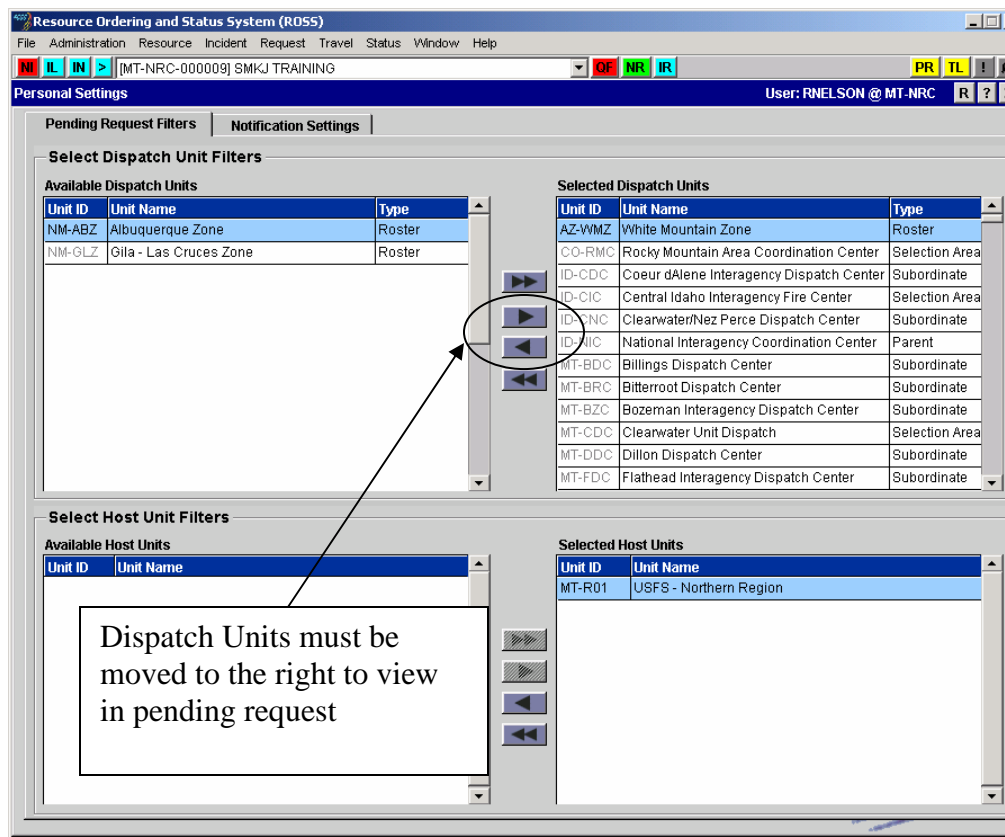 Resource Ordering and Status System (ROSS)
File Administration Resource Incident Request Travel Status Window Help
NI IL IN > [MT-NRC-000009] SMKJ TRAINING QF NR IR PR TL !
Personal Settings User: RNELSON @ MT-NRC R ?
Pending Request Filters Notification Settings
Select Dispatch Unit Filters
Available Dispatch Units
Unit ID Unit Name Type
NM-ABZ Albuquerque Zone Roster
NM-GLZ Gila - Las Cruces Zone Roster
Selected Dispatch Units
Unit ID Unit Name Type
AZ-WMZ White Mountain Zone Roster
CO-RMC Rocky Mountain Area Coordination Center Selection Area
ID-CDC Coeur dAlene Interagency Dispatch Center Subordinate
ID-CIC Central Idaho Interagency Fire Center Selection Area
ID-CNC Clearwater/Nez Perce Dispatch Center Subordinate
ID-NIC National Interagency Coordination Center Parent
MT-BDC Billings Dispatch Center Subordinate
MT-BRC Bitterroot Dispatch Center Subordinate
MT-BZC Bozeman Interagency Dispatch Center Subordinate
MT-CDC Clearwater Unit Dispatch Selection Area
MT-DDC Dillon Dispatch Center Subordinate
MT-FDC Flathead Interagency Dispatch Center Subordinate
Select Host Unit Filters
Available Host Units
Unit ID Unit Name
Dispatch Units must be
moved to the right to view
in pending request
Selected Host Units
Unit ID Unit Name
MT-R01 USFS - Northern Region